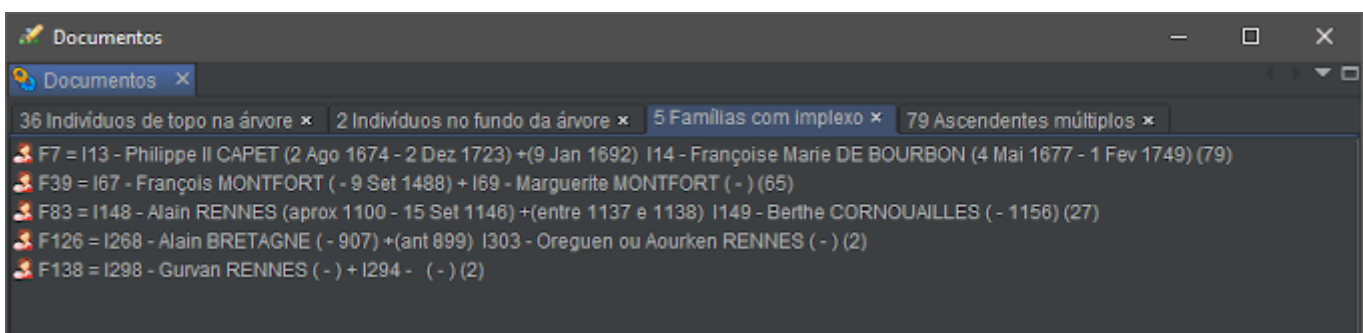 Documentos
Documentos
36 Indivíduos de topo na árvore 2 Indivíduos no fundo da árvore 5 Famílias com implexo 79 Ascendentes múltiplos
F7 = I13 - Philippe II CAPET (2 Ago 1674 - 2 Dez 1723) +(9 Jan 1692) I14 - Françoise Marie DE BOURBON (4 Mai 1677 - 1 Fev 1749) (79)
F39 = I67 - François MONTFORT ( - 9 Set 1488) + I69 - Marguerite MONTFORT ( - ) (65)
F83 = I148 - Alain RENNES (aprox 1100 - 15 Set 1146) +(entre 1137 e 1138) I149 - Berthe CORNOUAILLES ( - 1156) (27)
F126 = I268 - Alain BRETAGNE ( - 907) +(ant 899) I303 - Oreguen ou Aourken RENNES ( - ) (2)
F138 = I298 - Gurvan RENNES ( - ) + I294 - ( - ) (2)